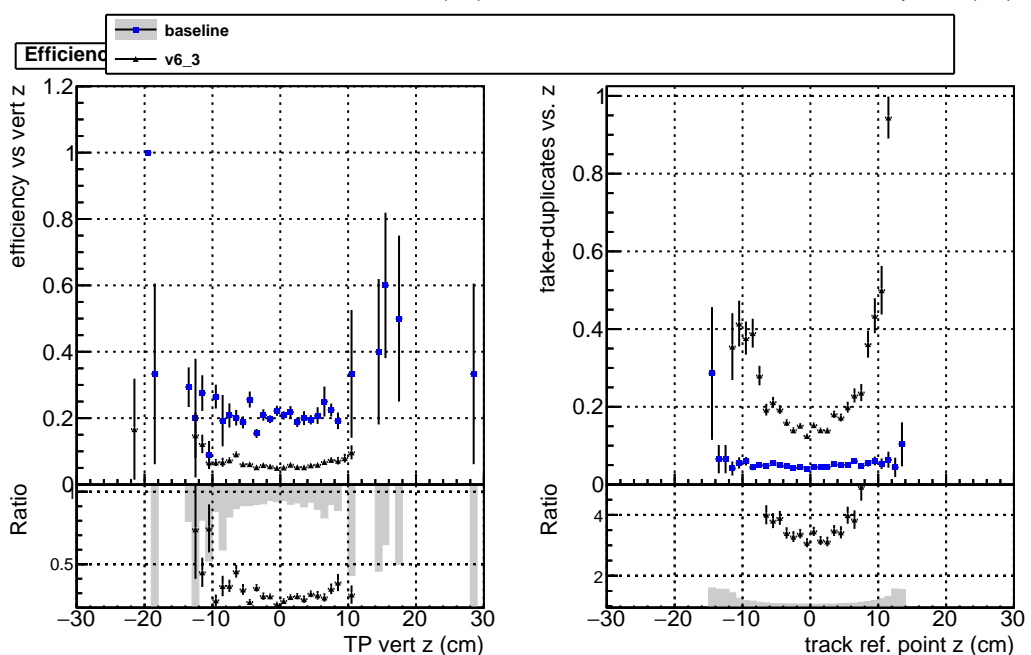 baseline
v6_3
Efficienc
efficiency vs vert z
1.2
1
0.8
0.6
0.4
0.2
0
Ratio
0.5
−30 −20 −10 0 10 20 30
TP vert z (cm)
fake+duplicates vs. z
1
0.8
0.6
0.4
0.2
0
Ratio
4
2
−30 −20 −10 0 10 20 30
track ref. point z (cm)